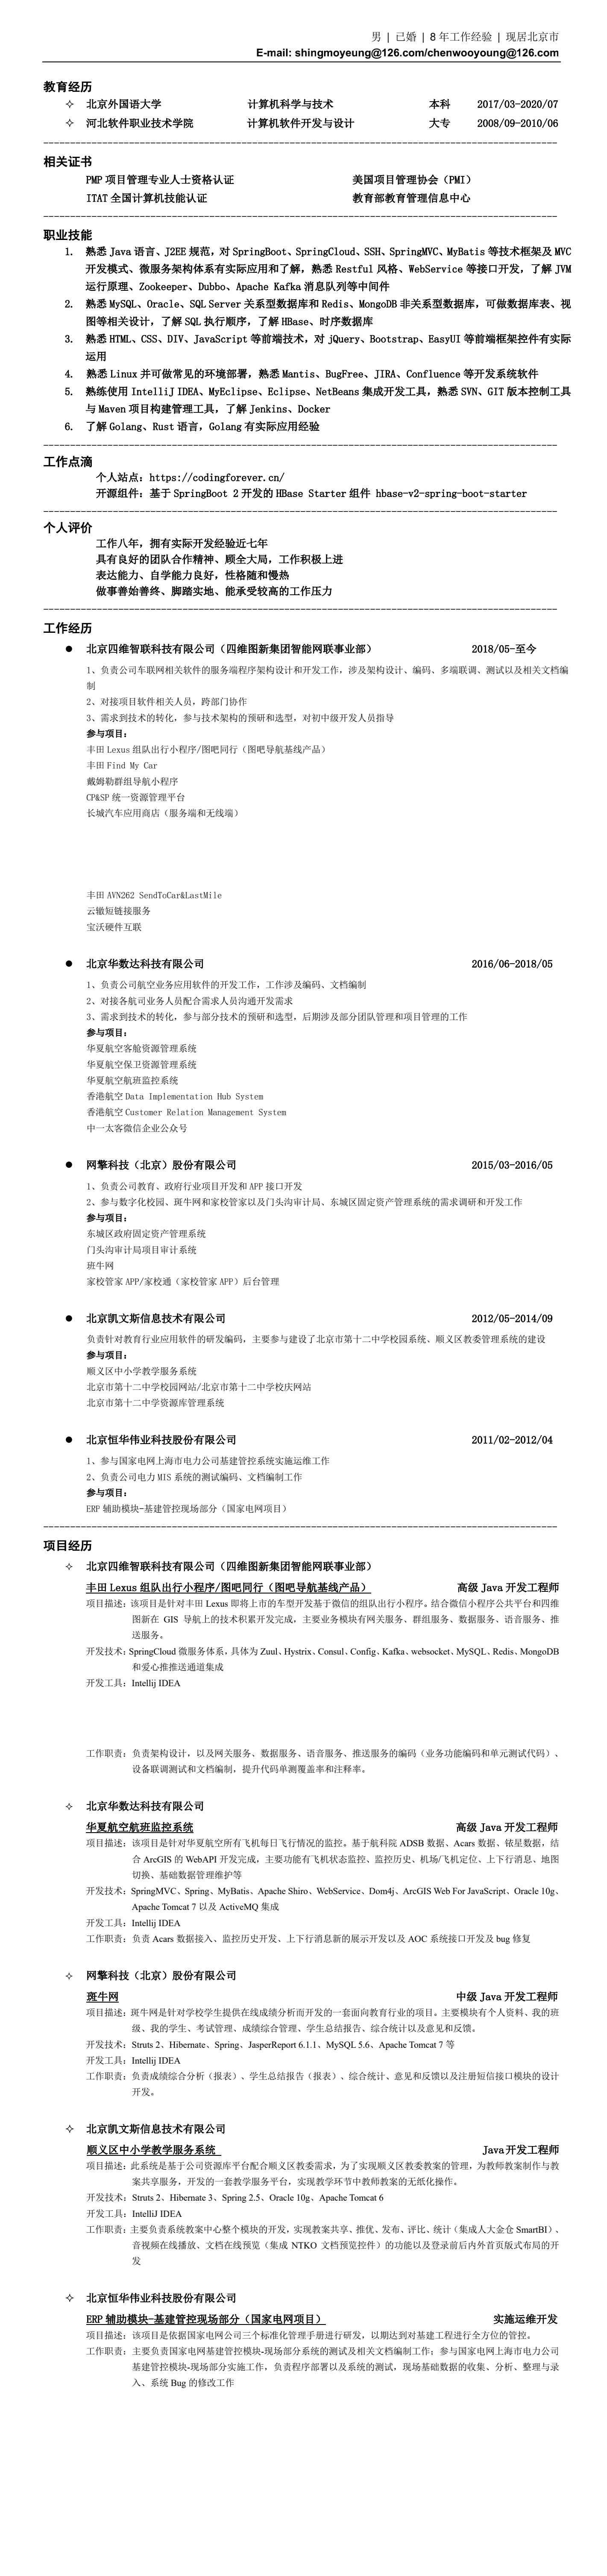 男 | 已婚 | 8 年工作经验 | 现居北京市
E-mail: shingmoyeung@126.com/chenwooyoung@126.com
教育经历
✧ 北京外国语大学 计算机科学与技术 本科 2017/03-2020/07
✧ 河北软件职业技术学院 计算机软件开发与设计 大专 2008/09-2010/06
相关证书
PMP 项目管理专业人士资格认证 美国项目管理协会（PMI）
ITAT 全国计算机技能认证 教育部教育管理信息中心
职业技能
1. 熟悉 Java 语言、J2EE 规范，对 SpringBoot、SpringCloud、SSH、SpringMVC、MyBatis 等技术框架及 MVC
开发模式、微服务架构体系有实际应用和了解，熟悉 Restful 风格、WebService 等接口开发，了解 JVM
运行原理、Zookeeper、Dubbo、Apache Kafka 消息队列等中间件
2. 熟悉 MySQL、Oracle、SQL Server 关系型数据库和 Redis、MongoDB 非关系型数据库，可做数据库表、视
图等相关设计，了解 SQL 执行顺序，了解 HBase、时序数据库
3. 熟悉 HTML、CSS、DIV、JavaScript 等前端技术，对 jQuery、Bootstrap、EasyUI 等前端框架控件有实际
运用
4. 熟悉 Linux 并可做常见的环境部署，熟悉 Mantis、BugFree、JIRA、Confluence 等开发系统软件
5. 熟练使用 IntelliJ IDEA、MyEclipse、Eclipse、NetBeans 集成开发工具，熟悉 SVN、GIT 版本控制工具
与 Maven 项目构建管理工具，了解 Jenkins、Docker
6. 了解 Golang、Rust 语言，Golang 有实际应用经验
工作点滴
个人站点：https://codingforever.cn/
开源组件：基于 SpringBoot 2 开发的 HBase Starter 组件 hbase-v2-spring-boot-starter
个人评价
工作八年，拥有实际开发经验近七年
具有良好的团队合作精神、顾全大局，工作积极上进
表达能力、自学能力良好，性格随和慢热
做事善始善终、脚踏实地、能承受较高的工作压力
工作经历
● 北京四维智联科技有限公司（四维图新集团智能网联事业部） 2018/05-至今
1、负责公司车联网相关软件的服务端程序架构设计和开发工作，涉及架构设计、编码、多端联调、测试以及相关文档编
制
2、对接项目软件相关人员，跨部门协作
3、需求到技术的转化，参与技术架构的预研和选型，对初中级开发人员指导
参与项目：
丰田 Lexus 组队出行小程序/图吧同行（图吧导航基线产品）
丰田 Find My Car
戴姆勒群组导航小程序
CP&SP 统一资源管理平台
长城汽车应用商店（服务端和无线端）
丰田 AVN262 SendToCar&LastMile
云辙短链接服务
宝沃硬件互联
● 北京华数达科技有限公司 2016/06-2018/05
1、负责公司航空业务应用软件的开发工作，工作涉及编码、文档编制
2、对接各航司业务人员配合需求人员沟通开发需求
3、需求到技术的转化，参与部分技术的预研和选型，后期涉及部分团队管理和项目管理的工作
参与项目：
华夏航空客舱资源管理系统
华夏航空保卫资源管理系统
华夏航空航班监控系统
香港航空 Data Implementation Hub System
香港航空 Customer Relation Management System
中一太客微信企业公众号
● 网擎科技（北京）股份有限公司 2015/03-2016/05
1、负责公司教育、政府行业项目开发和 APP 接口开发
2、参与数字化校园、斑牛网和家校管家以及门头沟审计局、东城区固定资产管理系统的需求调研和开发工作
参与项目：
东城区政府固定资产管理系统
门头沟审计局项目审计系统
班牛网
家校管家 APP/家校通（家校管家 APP）后台管理
● 北京凯文斯信息技术有限公司 2012/05-2014/09
负责针对教育行业应用软件的研发编码，主要参与建设了北京市第十二中学校园系统、顺义区教委管理系统的建设
参与项目：
顺义区中小学教学服务系统
北京市第十二中学校园网站/北京市第十二中学校庆网站
北京市第十二中学资源库管理系统
● 北京恒华伟业科技股份有限公司 2011/02-2012/04
1、参与国家电网上海市电力公司基建管控系统实施运维工作
2、负责公司电力 MIS 系统的测试编码、文档编制工作
参与项目：
ERP 辅助模块-基建管控现场部分（国家电网项目）
项目经历
✧ 北京四维智联科技有限公司（四维图新集团智能网联事业部）
丰田 Lexus 组队出行小程序/图吧同行（图吧导航基线产品） 高级 Java 开发工程师
项目描述：该项目是针对丰田 Lexus 即将上市的车型开发基于微信的组队出行小程序。结合微信小程序公共平台和四维
图新在 GIS 导航上的技术积累开发完成，主要业务模块有网关服务、群组服务、数据服务、语音服务、推
送服务。
开发技术：SpringCloud 微服务体系，具体为 Zuul、Hystrix、Consul、Config、Kafka、websocket、MySQL、Redis、MongoDB
和爱心推推送通道集成
开发工具：Intellij IDEA
工作职责：负责架构设计，以及网关服务、数据服务、语音服务、推送服务的编码（业务功能编码和单元测试代码）、
设备联调测试和文档编制，提升代码单测覆盖率和注释率。
✧ 北京华数达科技有限公司
华夏航空航班监控系统 高级 Java 开发工程师
项目描述：该项目是针对华夏航空所有飞机每日飞行情况的监控。基于航科院 ADSB 数据、Acars 数据、铱星数据，结
合 ArcGIS 的 WebAPI 开发完成，主要功能有飞机状态监控、监控历史、机场/飞机定位、上下行消息、地图
切换、基础数据管理维护等
开发技术：SpringMVC、Spring、MyBatis、Apache Shiro、WebService、Dom4j、ArcGIS Web For JavaScript、Oracle 10g、
Apache Tomcat 7 以及 ActiveMQ 集成
开发工具：Intellij IDEA
工作职责：负责 Acars 数据接入、监控历史开发、上下行消息新的展示开发以及 AOC 系统接口开发及 bug 修复
✧ 网擎科技（北京）股份有限公司
斑牛网 中级 Java 开发工程师
项目描述：斑牛网是针对学校学生提供在线成绩分析而开发的一套面向教育行业的项目。主要模块有个人资料、我的班
级、我的学生、考试管理、成绩综合管理、学生总结报告、综合统计以及意见和反馈。
开发技术：Struts 2、Hibernate、Spring、JasperReport 6.1.1、MySQL 5.6、Apache Tomcat 7 等
开发工具：Intellij IDEA
工作职责：负责成绩综合分析（报表）、学生总结报告（报表）、综合统计、意见和反馈以及注册短信接口模块的设计
开发。
✧ 北京凯文斯信息技术有限公司
顺义区中小学教学服务系统 Java 开发工程师
项目描述：此系统是基于公司资源库平台配合顺义区教委需求，为了实现顺义区教委教案的管理，为教师教案制作与教
案共享服务，开发的一套教学服务平台，实现教学环节中教师教案的无纸化操作。
开发技术：Struts 2、Hibernate 3、Spring 2.5、Oracle 10g、Apache Tomcat 6
开发工具：IntelliJ IDEA
工作职责：主要负责系统教案中心整个模块的开发，实现教案共享、推优、发布、评比、统计（集成人大金仓 SmartBI）、
音视频在线播放、文档在线预览（集成 NTKO 文档预览控件）的功能以及登录前后内外首页版式布局的开
发
✧ 北京恒华伟业科技股份有限公司
ERP 辅助模块-基建管控现场部分（国家电网项目） 实施运维开发
项目描述：该项目是依据国家电网公司三个标准化管理手册进行研发，以期达到对基建工程进行全方位的管控。
工作职责：主要负责国家电网基建管控模块-现场部分系统的测试及相关文档编制工作；参与国家电网上海市电力公司
基建管控模块-现场部分实施工作，负责程序部署以及系统的测试，现场基础数据的收集、分析、整理与录
入、系统 Bug 的修改工作